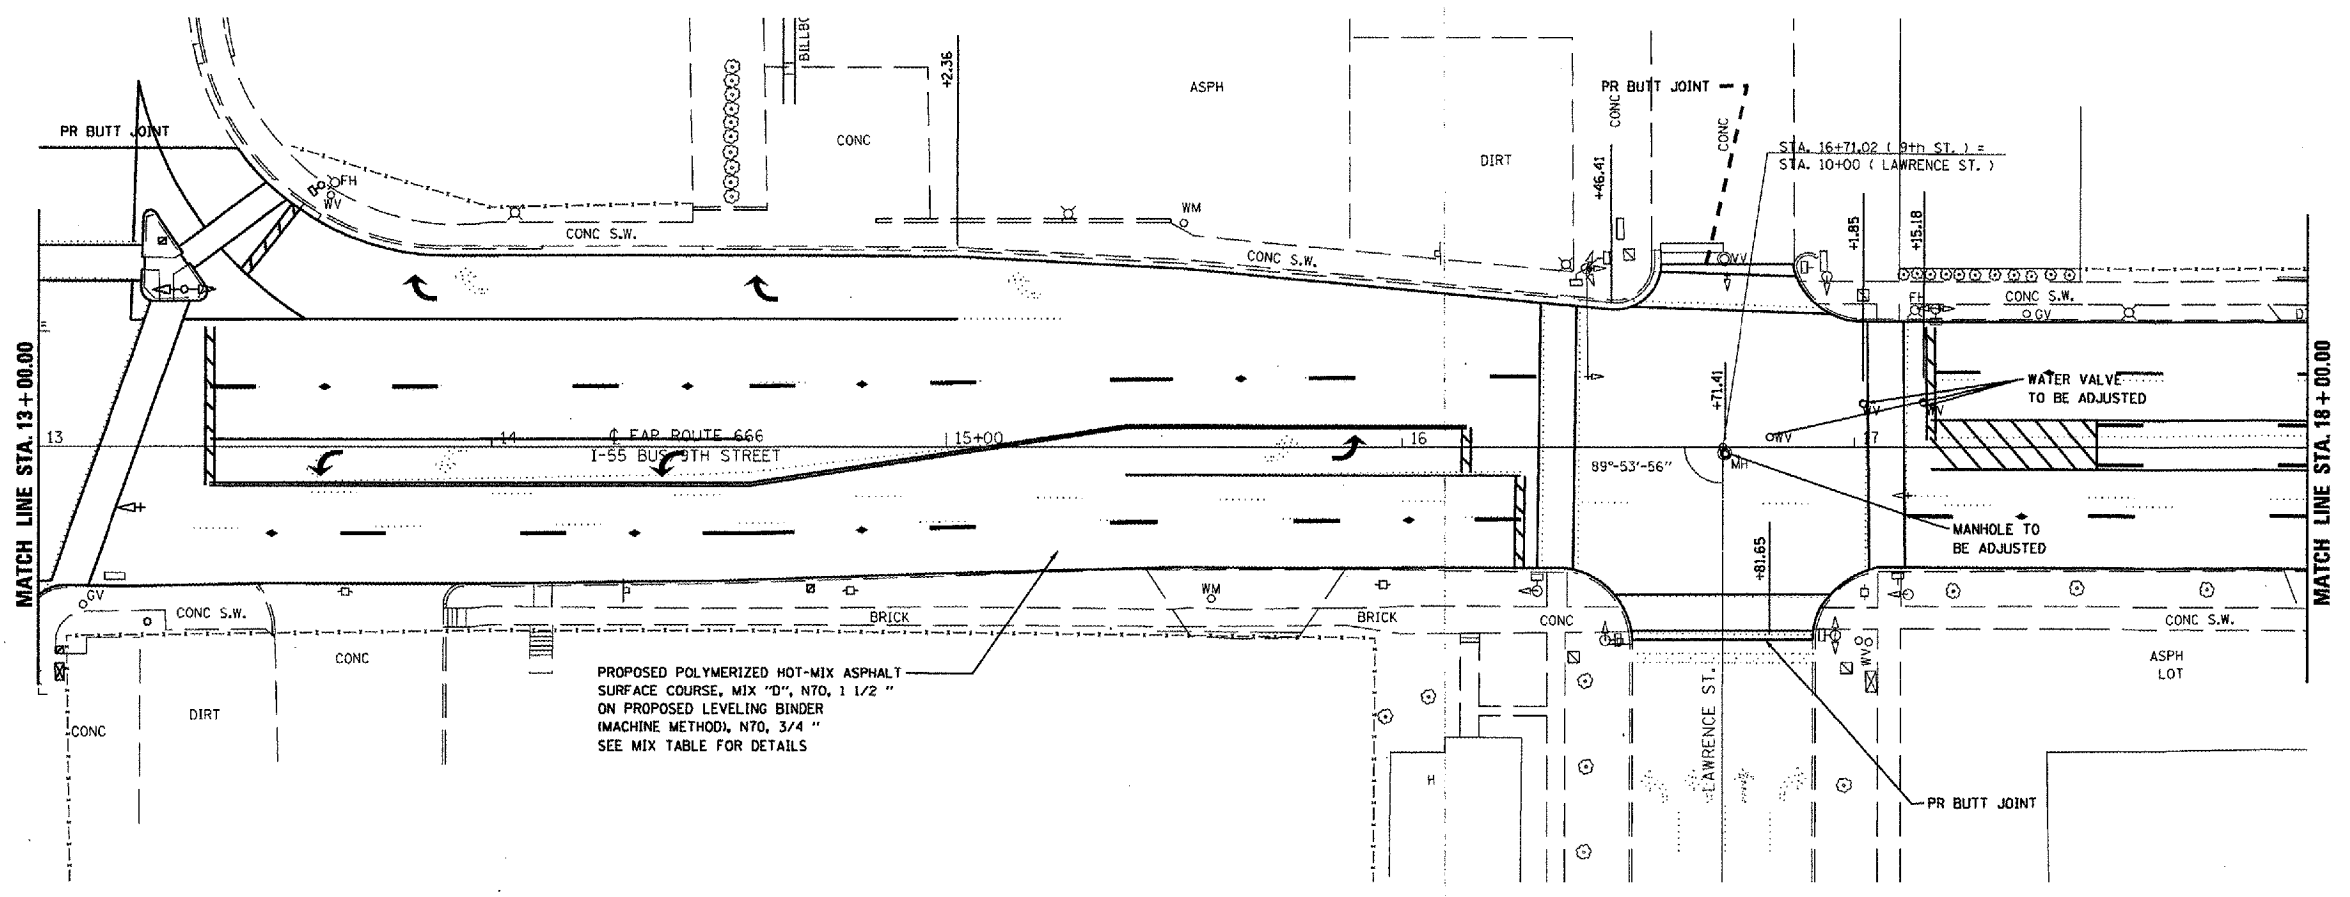 MATCH LINE STA. 13+00.00
PR BUTT JOINT
FH
WV
CONC S.W.
CONC
+2.36
ASPH
WM
CONC S.W.
DIRT
+46.41
CONC
PR BUTT JOINT
CONC
STA. 16+71.02 ( 9th ST. ) =
STA. 10+00 ( LAWRENCE ST. )
WV
+1.85
+15.18
FH
CONC S.W.
GV
D
WATER VALVE
TO BE ADJUSTED
WV
WV
WV
+71.41
13
14
℄ FAP ROUTE 666
I-55 BUS 9TH STREET
15+00
16
17
89°-53'-56"
MH
MANHOLE TO
BE ADJUSTED
+81.65
MATCH LINE STA. 18+00.00
GV
CONC S.W.
CONC
BRICK
WM
BRICK
CONC
CONC S.W.
ASPH
LOT
WV
PROPOSED POLYMERIZED HOT-MIX ASPHALT
SURFACE COURSE, MIX "D", N70, 1 1/2 "
ON PROPOSED LEVELING BINDER
(MACHINE METHOD), N70, 3/4 "
SEE MIX TABLE FOR DETAILS
DIRT
CONC
H
LAWRENCE ST.
PR BUTT JOINT